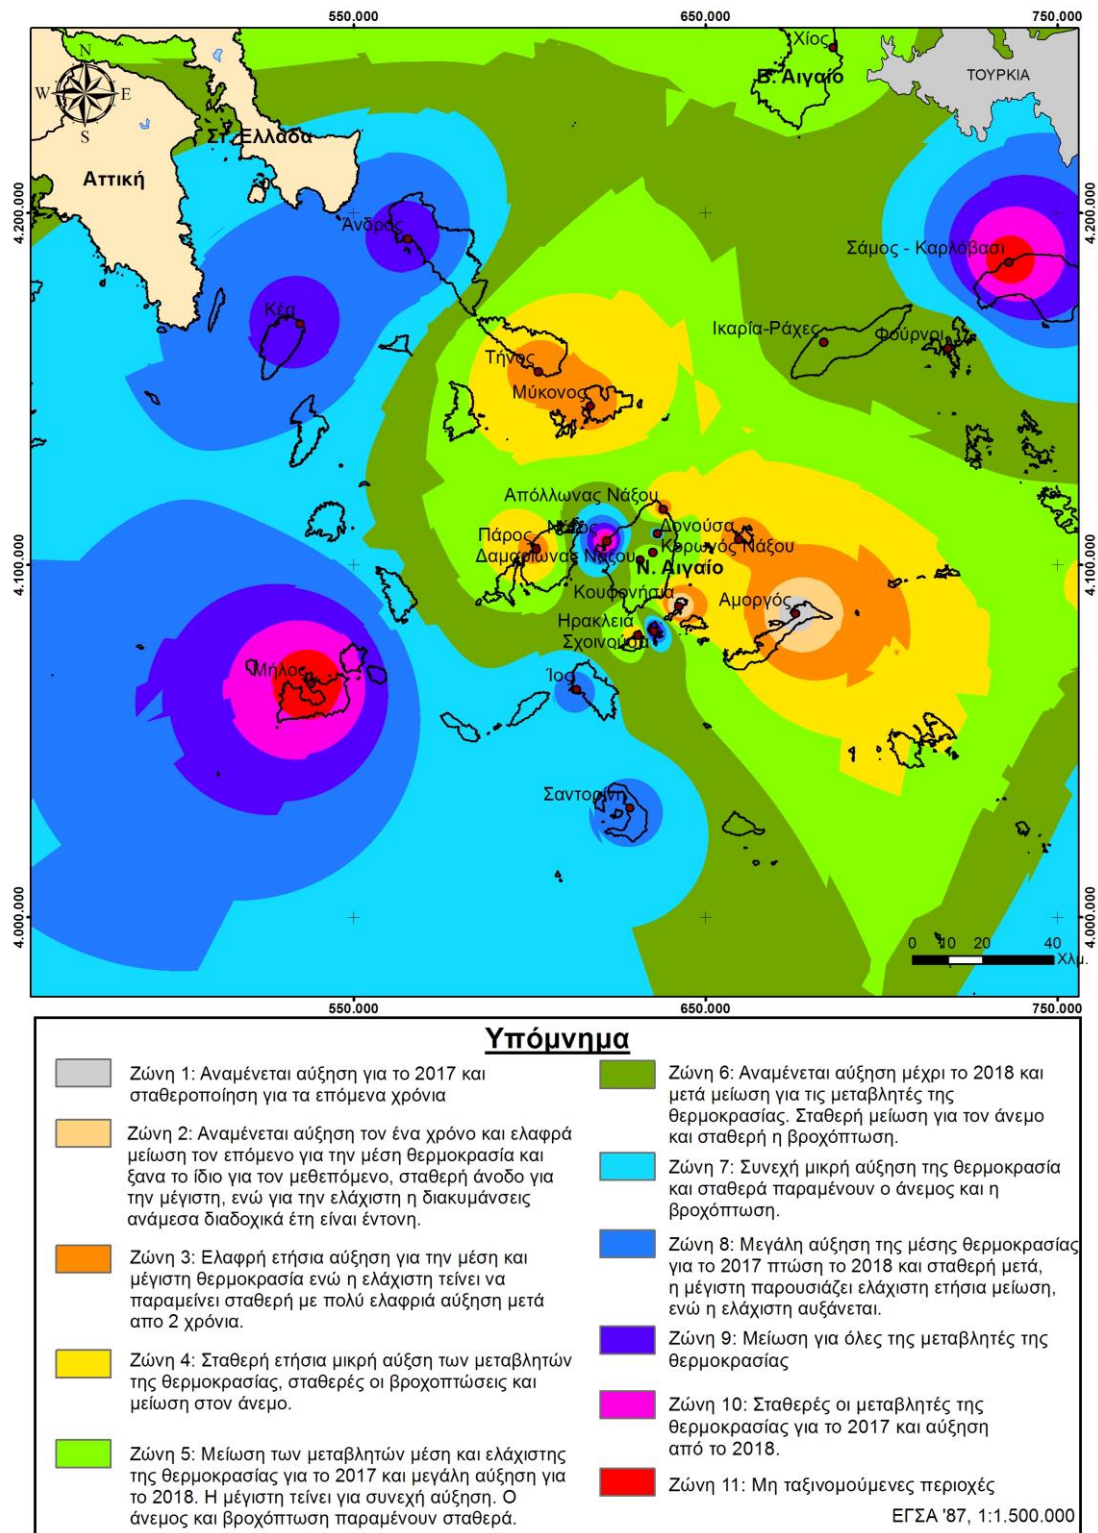 550.000 650.000 750.000
N
W E
S
Χίος
Β. Αιγαίο
ΤΟΥΡΚΙΑ
Στ. Ελλάδα
Αττική
4.200.000 4.200.000
Άνδρος
Σάμος - Καρλόβασι
Κέα
Ικαρία-Ράχες
Φούρνοι
Τήνος
Μύκονος
Απόλλωνας Νάξου
Πάρος
Δονούσα
Δαμαριώνας Νάξου
Κορωνός Νάξου
4.100.000 4.100.000
Ν. Αιγαίο
Κουφονήσια
Αμοργός
Ηρακλειά
Σχοινούσα
Μήλος
Ίος
Σαντορίνη
4.000.000 4.000.000
0 10 20 40
Χλμ.
550.000 650.000 750.000
Υπόμνημα
Ζώνη 1: Αναμένεται αύξηση για το 2017 και
σταθεροποίηση για τα επόμενα χρόνια
Ζώνη 2: Αναμένεται αύξηση τον ένα χρόνο και ελαφρά
μείωση τον επόμενο για την μέση θερμοκρασία και
ξανα το ίδιο για τον μεθεπόμενο, σταθερή άνοδο για
την μέγιστη, ενώ για την ελάχιστη η διακυμάνσεις
ανάμεσα διαδοχικά έτη είναι έντονη.
Ζώνη 3: Ελαφρή ετήσια αύξηση για την μέση και
μέγιστη θερμοκρασία ενώ η ελάχιστη τείνει να
παραμείνει σταθερή με πολύ ελαφριά αύξηση μετά
απο 2 χρόνια.
Ζώνη 4: Σταθερή ετήσια μικρή αύξση των μεταβλητών
της θερμοκρασίας, σταθερές οι βροχοπτώσεις και
μείωση στον άνεμο.
Ζώνη 5: Μείωση των μεταβλητών μέση και ελάχιστης
της θερμοκρασίας για το 2017 και μεγάλη αύξηση για
το 2018. Η μέγιστη τείνει για συνεχή αύξηση. Ο
άνεμος και βροχόπτωση παραμένουν σταθερά.
Ζώνη 6: Αναμένεται αύξηση μέχρι το 2018 και
μετά μείωση για τις μεταβλητές της
θερμοκρασίας. Σταθερή μείωση για τον άνεμο
και σταθερή η βροχόπτωση.
Ζώνη 7: Συνεχή μικρή αύξηση της θερμοκρασία
και σταθερά παραμένουν ο άνεμος και η
βροχόπτωση.
Ζώνη 8: Μεγάλη αύξηση της μέσης θερμοκρασίας
για το 2017 πτώση το 2018 και σταθερή μετά,
η μέγιστη παρουσιάζει ελάχιστη ετήσια μείωση,
ενώ η ελάχιστη αυξάνεται.
Ζώνη 9: Μείωση για όλες της μεταβλητές της
θερμοκρασίας
Ζώνη 10: Σταθερές οι μεταβλητές της
θερμοκρασίας για το 2017 και αύξηση
από το 2018.
Ζώνη 11: Μη ταξινομούμενες περιοχές
ΕΓΣΑ '87, 1:1.500.000